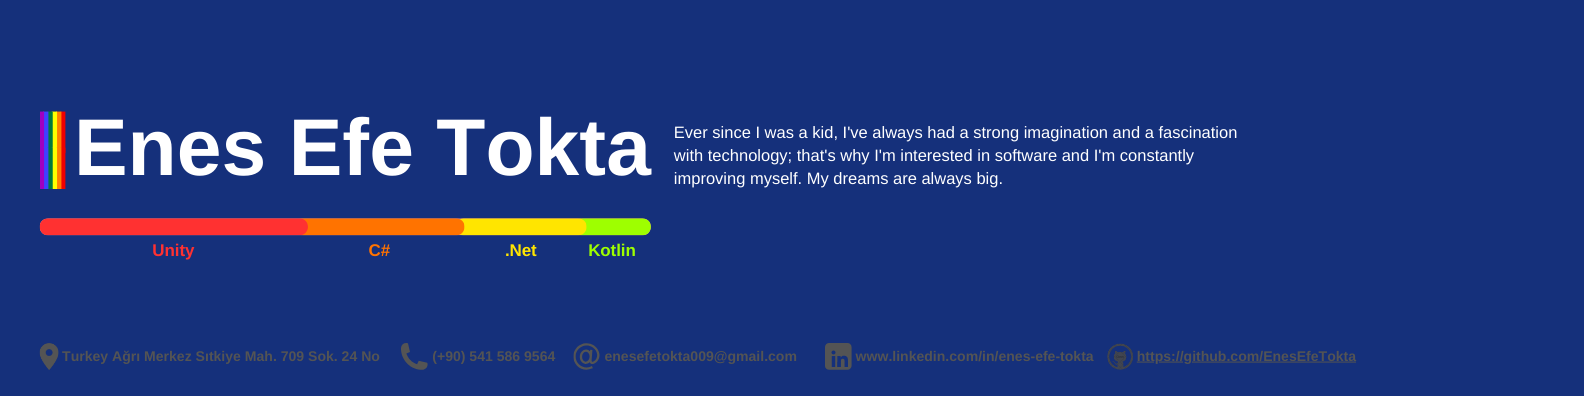 Enes Efe Tokta
Ever since I was a kid, I've always had a strong imagination and a fascination
with technology; that's why I'm interested in software and I'm constantly
improving myself. My dreams are always big.
Unity C# .Net Kotlin
Turkey Ağrı Merkez Sıtkiye Mah. 709 Sok. 24 No (+90) 541 586 9564 enesefetokta009@gmail.com www.linkedin.com/in/enes-efe-tokta https://github.com/EnesEfeTokta